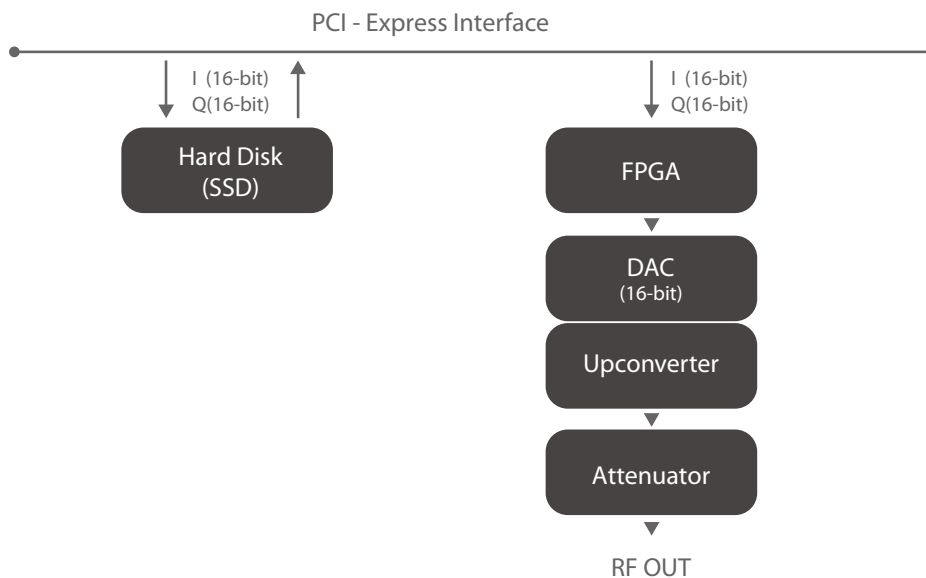 PCI - Express Interface
I (16-bit)
Q(16-bit)
Hard Disk
(SSD)
I (16-bit)
Q(16-bit)
FPGA
DAC
(16-bit)
Upconverter
Attenuator
RF OUT